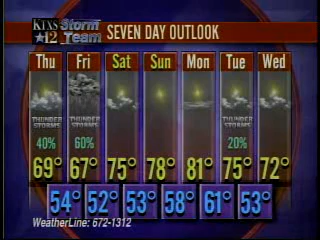 KTXS Storm
★12 Team
SEVEN DAY OUTLOOK
Thu Fri Sat Sun Mon Tue Wed
THUNDER STORMS THUNDER STORMS THUNDER STORMS
40% 60% 20%
69° 67° 75° 78° 81° 75° 72°
54° 52° 53° 58° 61° 53°
WeatherLine: 672-1312